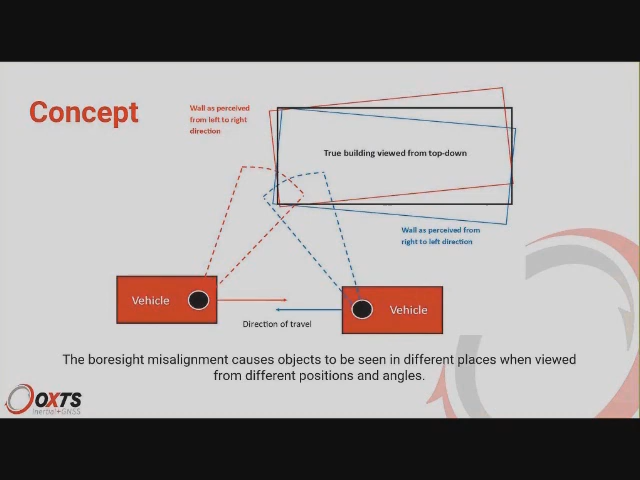 Concept
Wall as perceived
from left to right
direction
True building viewed from top-down
Wall as perceived from
right to left direction
Vehicle
Vehicle
Direction of travel
The boresight misalignment causes objects to be seen in different places when viewed
from different positions and angles.
OXTS
Inertial+GNSS